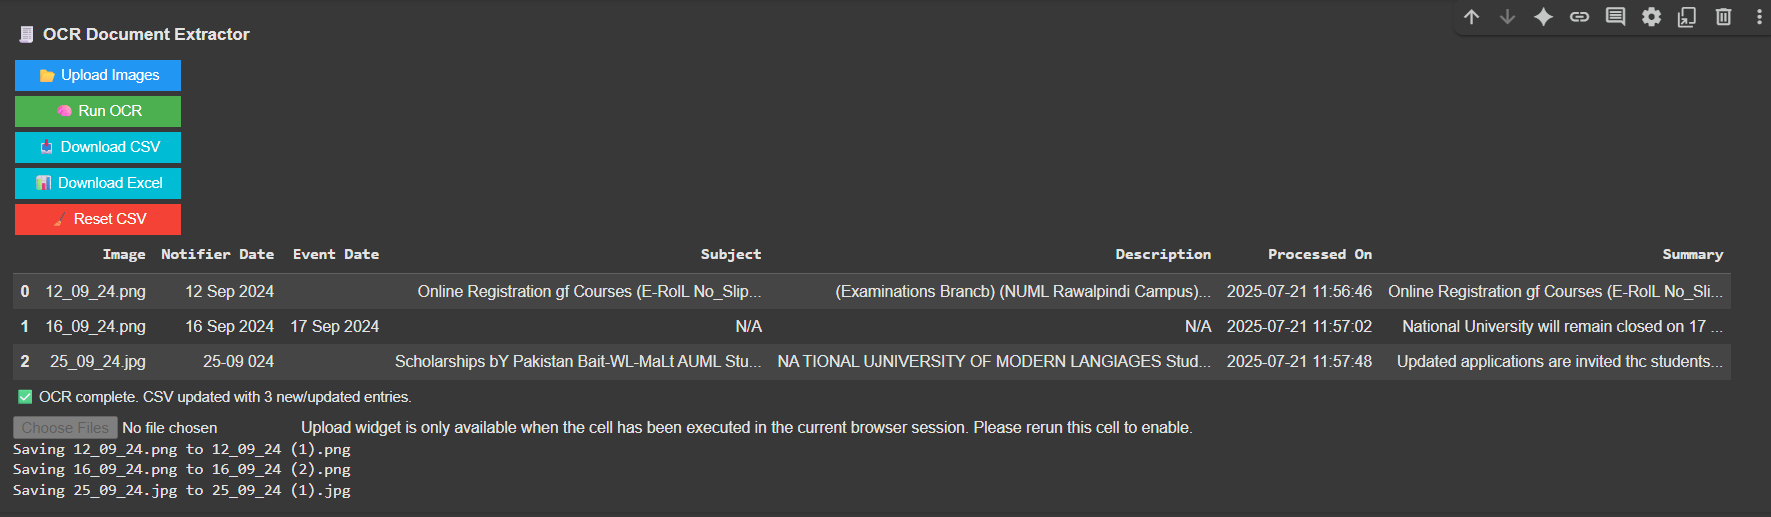 OCR Document Extractor
Upload Images
Run OCR
Download CSV
Download Excel
Reset CSV
Image Notifier Date Event Date Subject Description Processed On Summary
0 12_09_24.png 12 Sep 2024 Online Registration gf Courses (E-RolL No_Slip... (Examinations Brancb) (NUML Rawalpindi Campus)... 2025-07-21 11:56:46 Online Registration gf Courses (E-RolL No_Sli...
1 16_09_24.png 16 Sep 2024 17 Sep 2024 N/A N/A 2025-07-21 11:57:02 National University will remain closed on 17 ...
2 25_09_24.jpg 25-09 024 Scholarships bY Pakistan Bait-WL-MaLt AUML Stu... NA TIONAL UJNIVERSITY OF MODERN LANGIAGES Stud... 2025-07-21 11:57:48 Updated applications are invited thc students...
OCR complete. CSV updated with 3 new/updated entries.
Choose Files No file chosen Upload widget is only available when the cell has been executed in the current browser session. Please rerun this cell to enable.
Saving 12_09_24.png to 12_09_24 (1).png
Saving 16_09_24.png to 16_09_24 (2).png
Saving 25_09_24.jpg to 25_09_24 (1).jpg